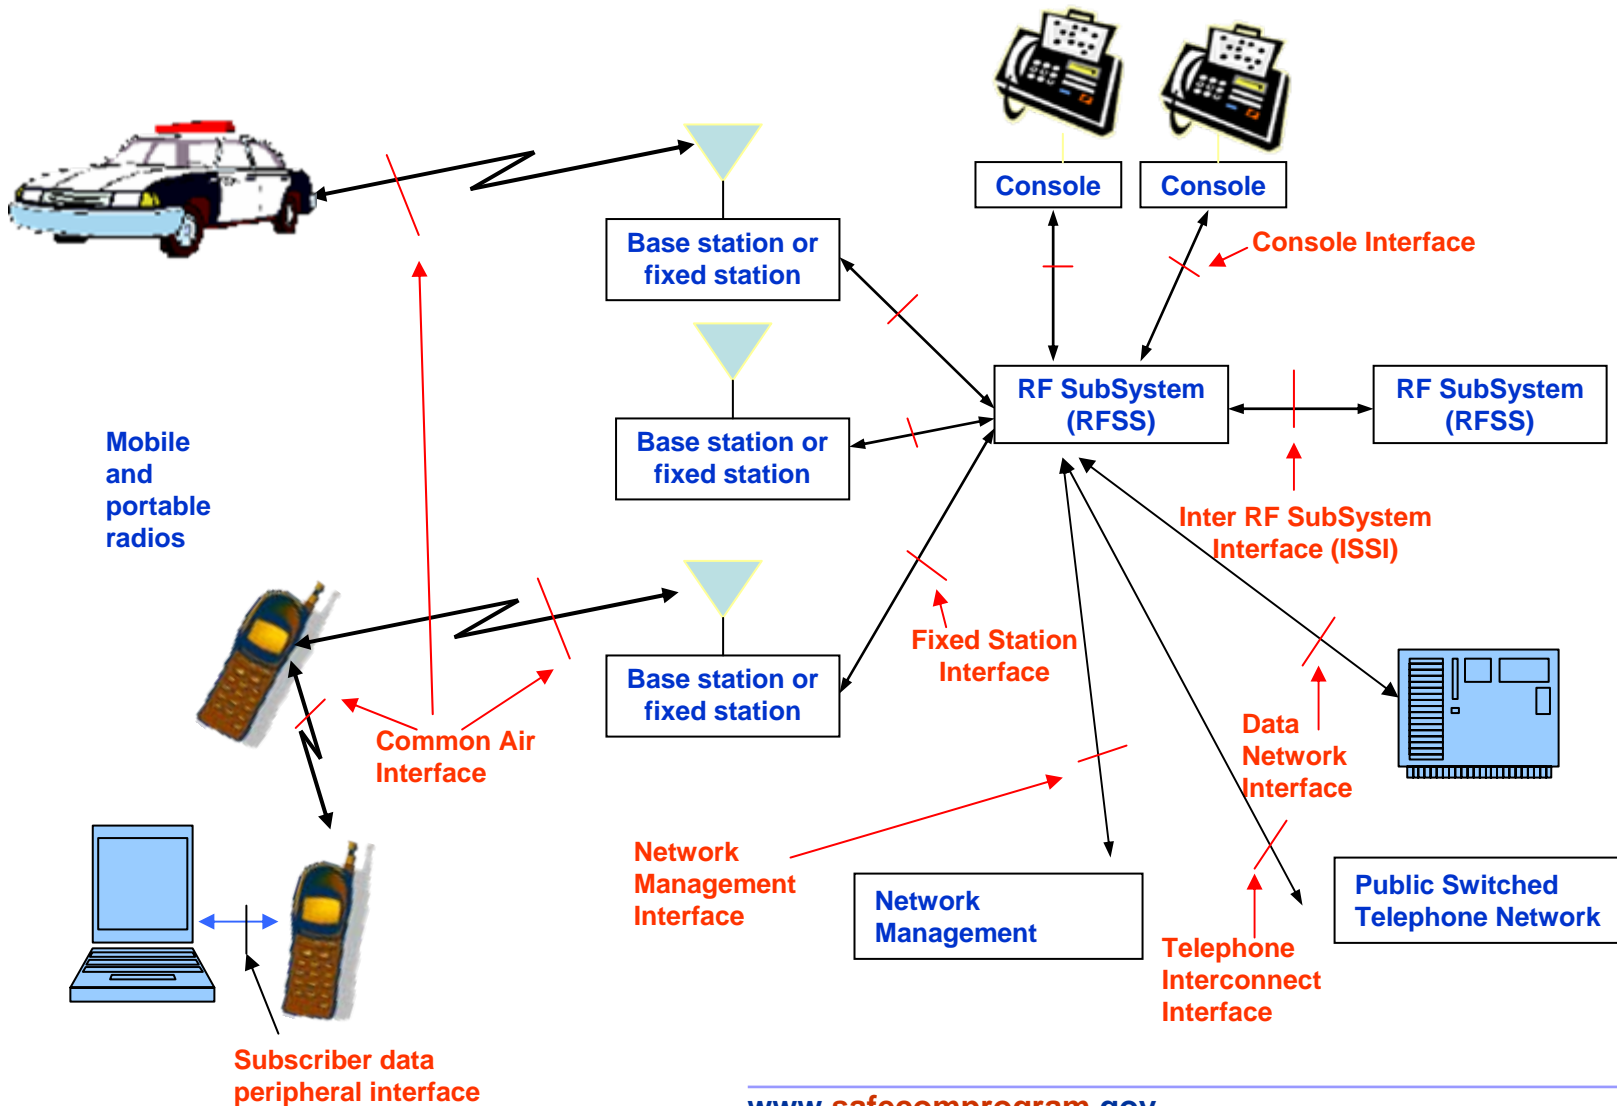 Console
Console
Console Interface
Base station or
fixed station
RF SubSystem
(RFSS)
RF SubSystem
(RFSS)
Base station or
fixed station
Mobile
and
portable
radios
Inter RF SubSystem
Interface (ISSI)
Fixed Station
Interface
Base station or
fixed station
Common Air
Interface
Data
Network
Interface
Network
Management
Interface
Network
Management
Public Switched
Telephone Network
Telephone
Interconnect
Interface
Subscriber data
peripheral interface
www.safecomprogram.gov